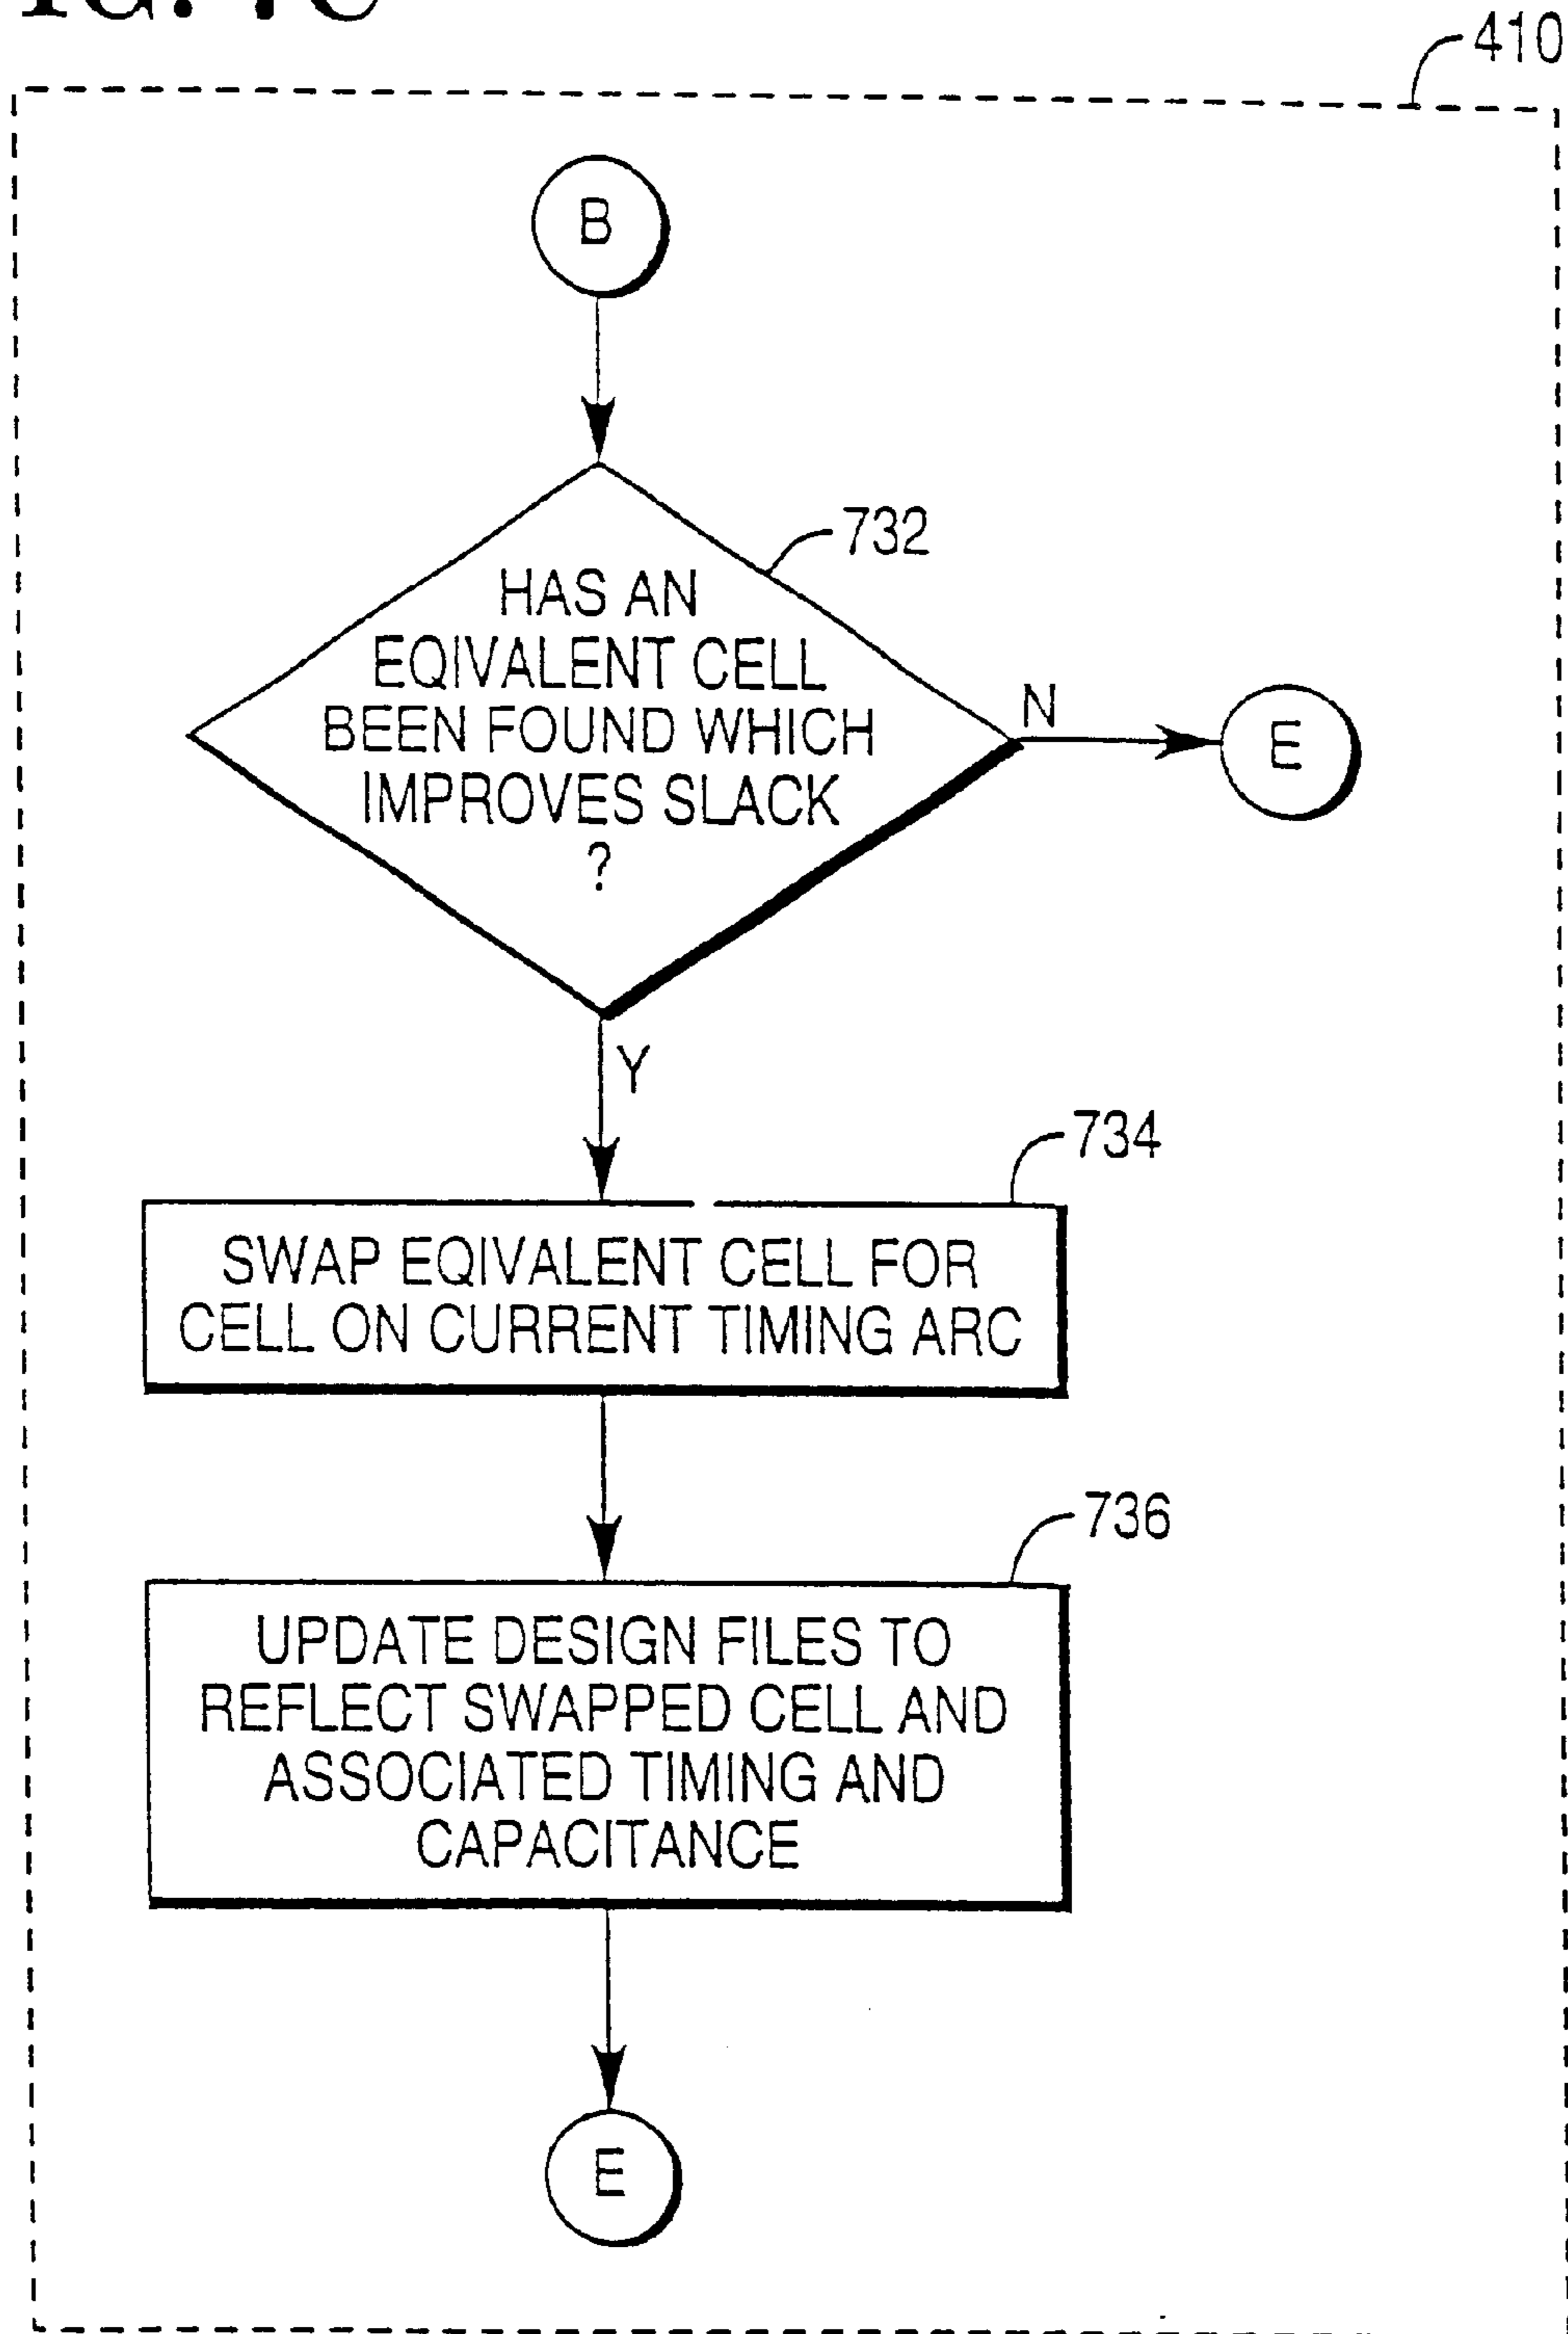 410
B
732
HAS AN
EQIVALENT CELL
BEEN FOUND WHICH
IMPROVES SLACK
?
N
E
Y
734
SWAP EQIVALENT CELL FOR
CELL ON CURRENT TIMING ARC
736
UPDATE DESIGN FILES TO
REFLECT SWAPPED CELL AND
ASSOCIATED TIMING AND
CAPACITANCE
E